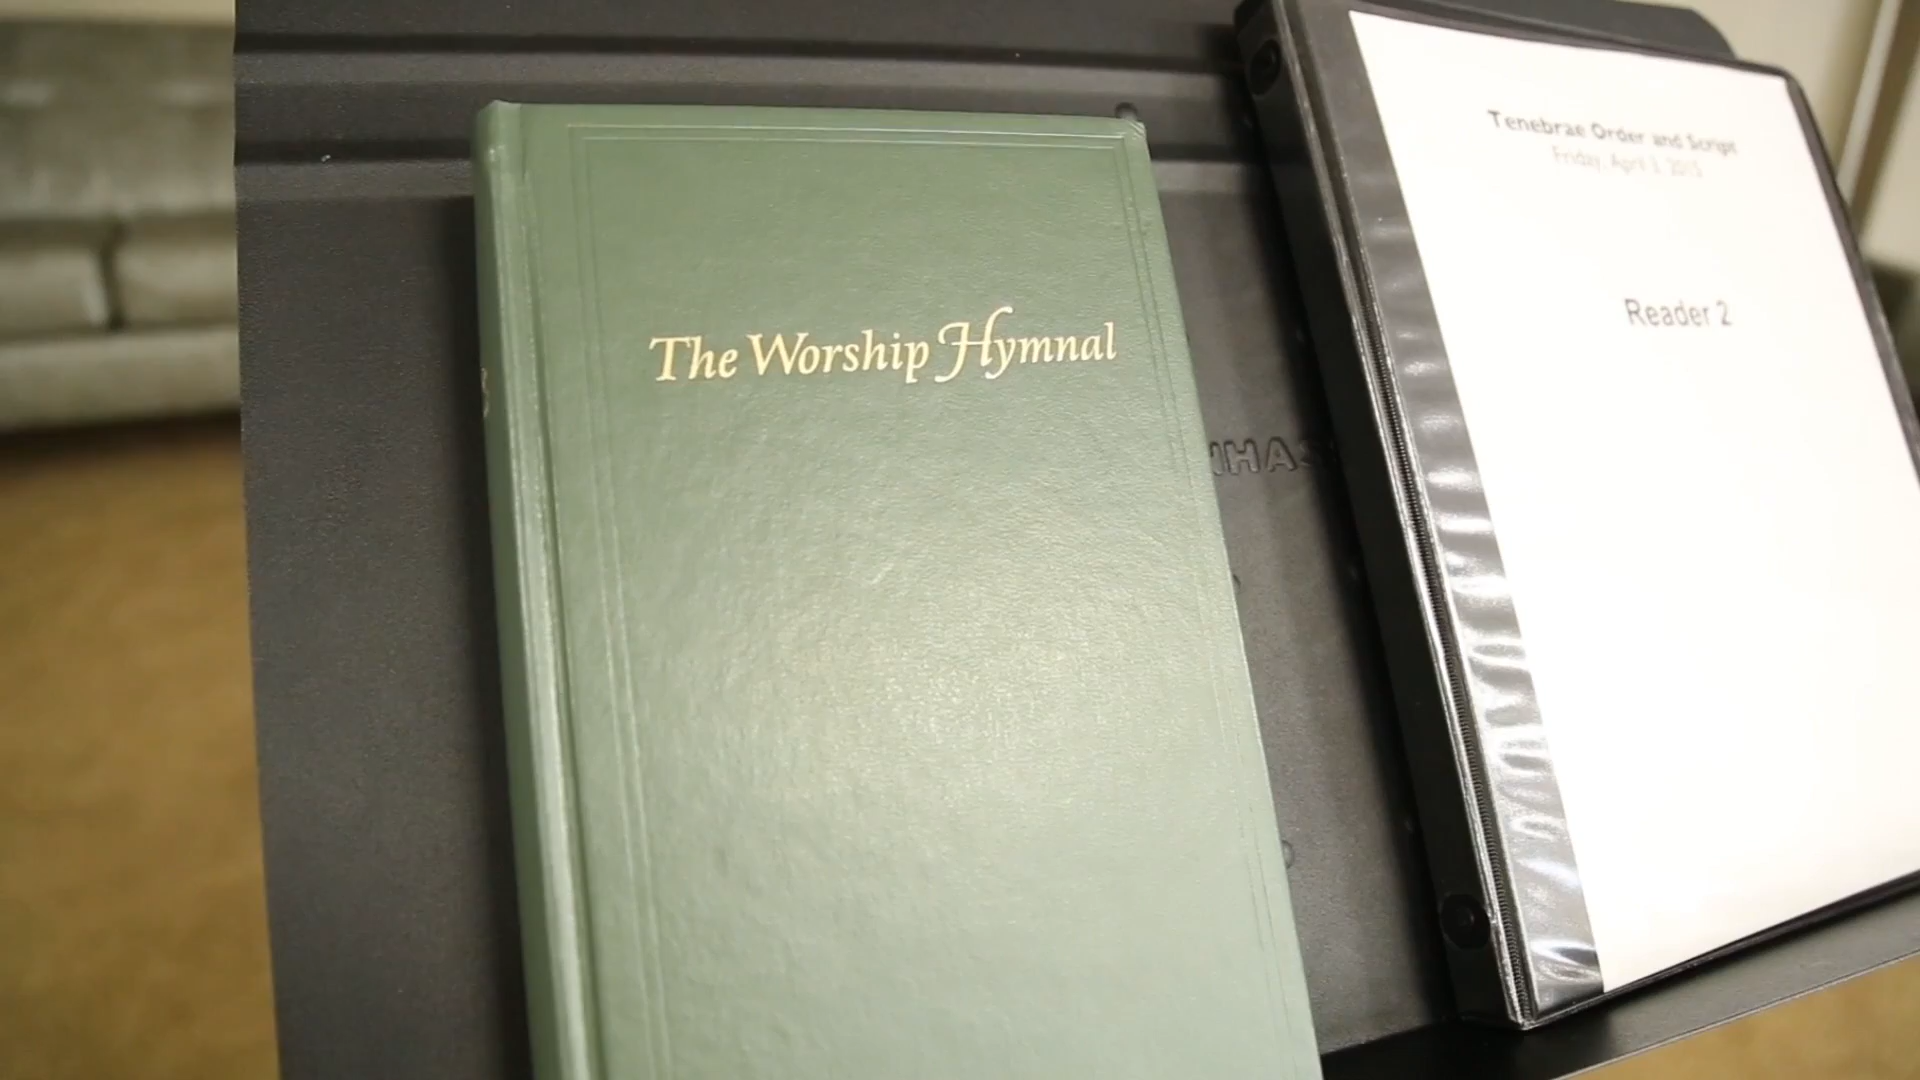 The Worship Hymnal
Tenebrae Order and Script
Friday, April 3, 2015
Reader 2